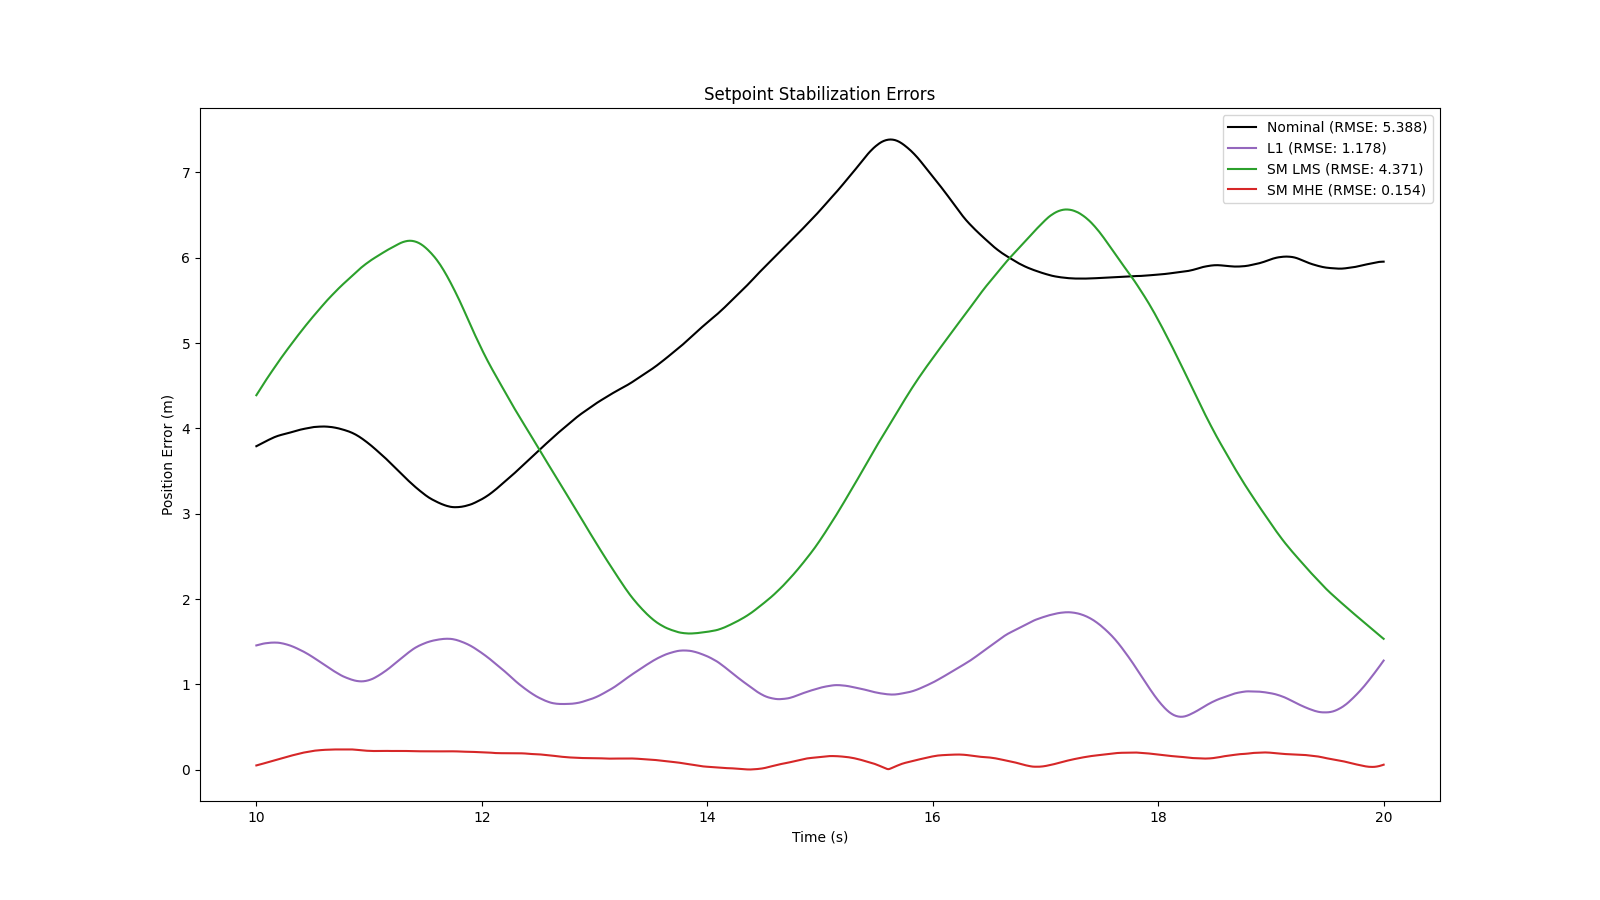 Setpoint Stabilization Errors
Nominal (RMSE: 5.388)
L1 (RMSE: 1.178)
SM LMS (RMSE: 4.371)
SM MHE (RMSE: 0.154)
Position Error (m)
7
6
5
4
3
2
1
0
10 12 14 16 18 20
Time (s)